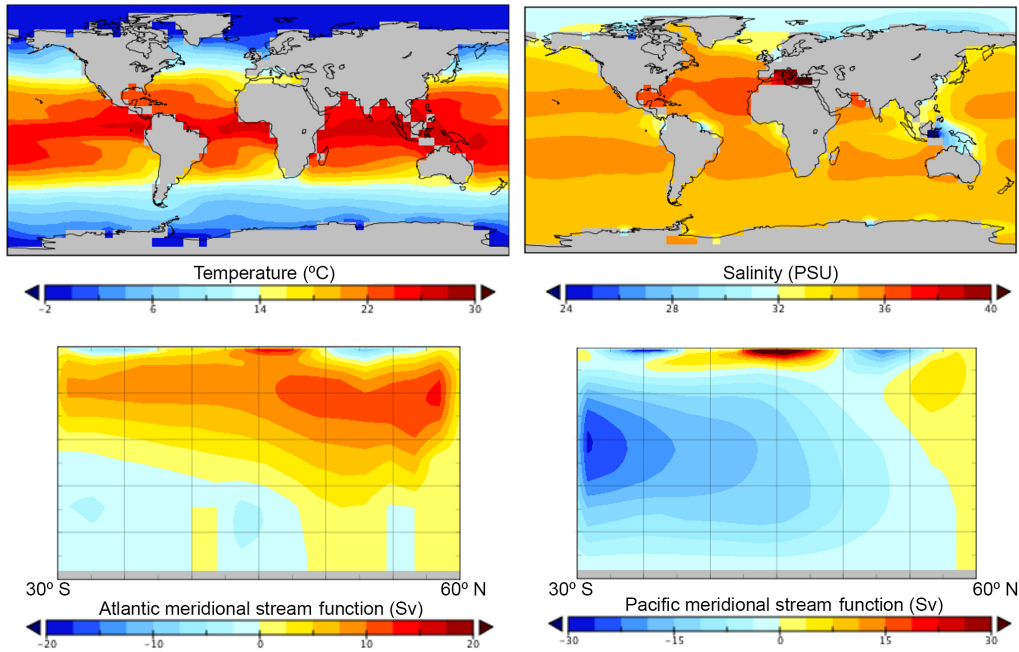 Temperature (ºC)
Salinity (PSU)
−2 6 14 22 30
24 28 32 36 40
30º S 60º N
30º S 60º N
Atlantic meridional stream function (Sv)
Pacific meridional stream function (Sv)
−20 −10 0 10 20
−30 −15 0 15 30